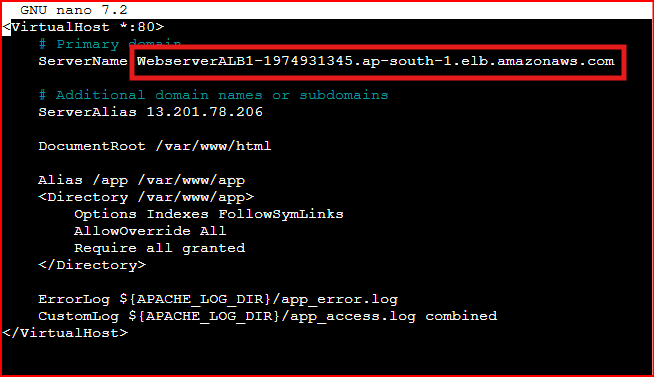 GNU nano 7.2
<VirtualHost *:80>
# Primary domain
ServerName WebserverALB1-1974931345.ap-south-1.elb.amazonaws.com
# Additional domain names or subdomains
ServerAlias 13.201.78.206
DocumentRoot /var/www/html
Alias /app /var/www/app
<Directory /var/www/app>
Options Indexes FollowSymLinks
AllowOverride All
Require all granted
</Directory>
ErrorLog ${APACHE_LOG_DIR}/app_error.log
CustomLog ${APACHE_LOG_DIR}/app_access.log combined
</VirtualHost>